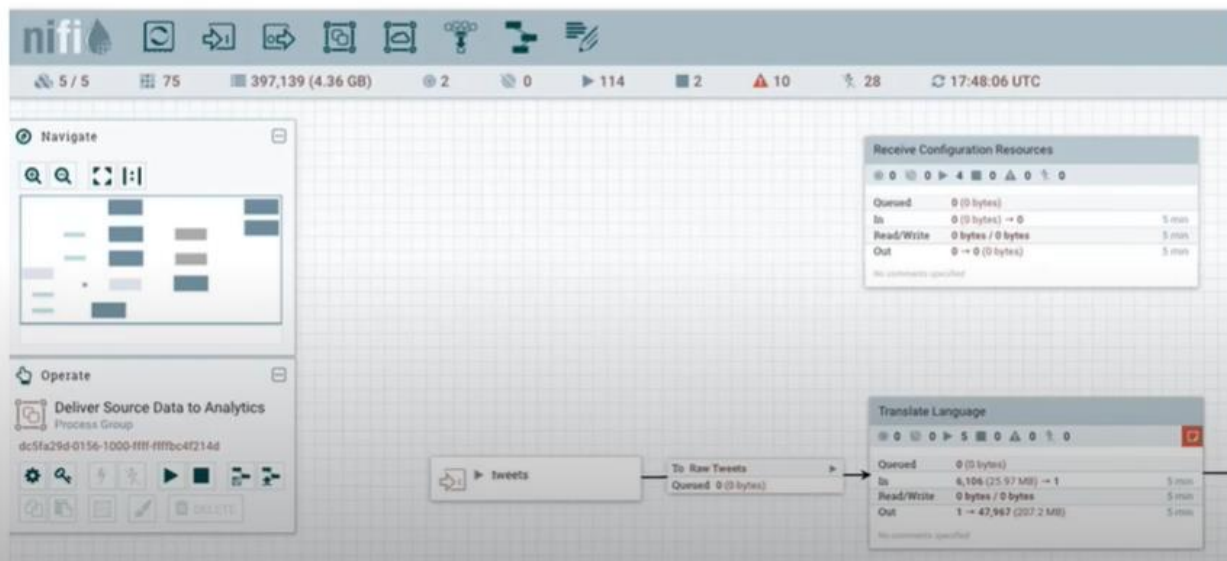 nifi
5 / 5 75 397,139 (4.36 GB) 2 0 114 2 10 28 17:48:06 UTC
Navigate
Operate
Deliver Source Data to Analytics
Process Group
dc5fa29d-0156-1000-ffff-ffffbc4f214d
DELETE
tweets
To Raw Tweets
Queued 0 (0 bytes)
Receive Configuration Resources
0 0 4 0 0 0
Queued 0 (0 bytes)
In 0 (0 bytes) → 0 5 min
Read/Write 0 bytes / 0 bytes 5 min
Out 0 → 0 (0 bytes) 5 min
No comments specified
Translate Language
0 0 5 0 0 0
Queued 0 (0 bytes)
In 6,106 (25.97 MB) → 1 5 min
Read/Write 0 bytes / 0 bytes 5 min
Out 1 → 47,967 (207.2 MB) 5 min
No comments specified